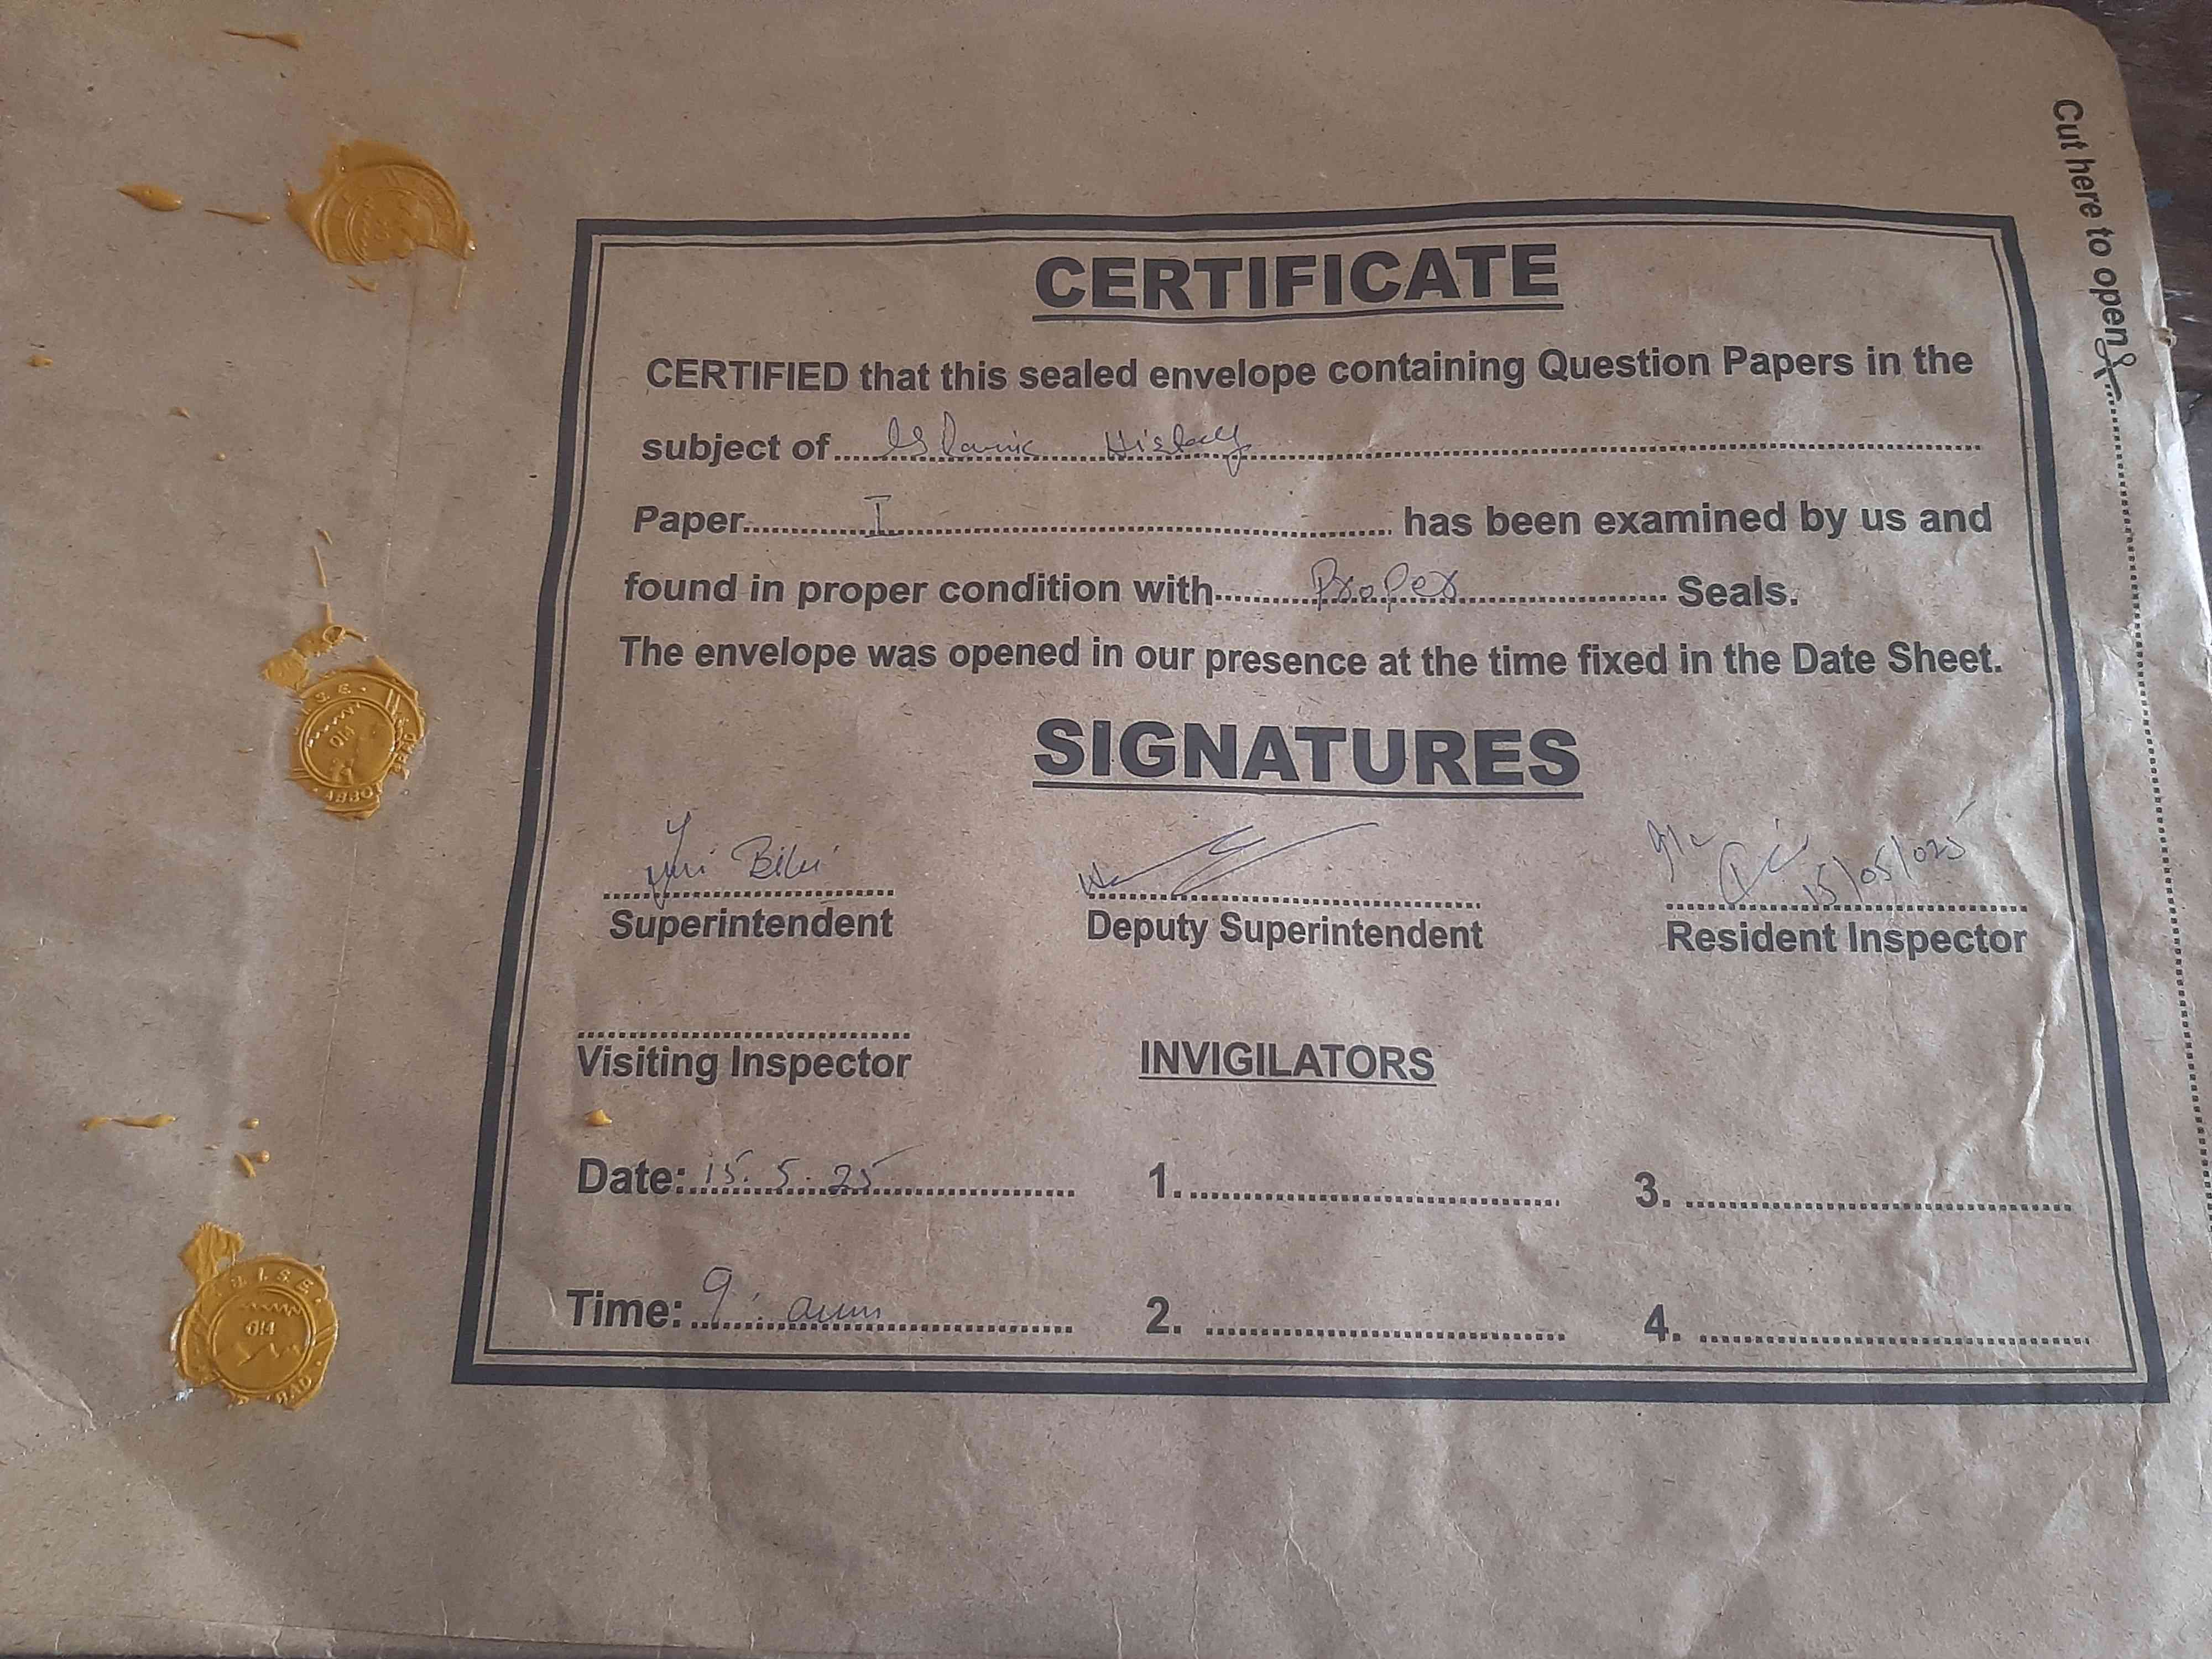 Cut here to open
CERTIFICATE
CERTIFIED that this sealed envelope containing Question Papers in the
subject of Islamic History
Paper I has been examined by us and
found in proper condition with Proper Seals.
The envelope was opened in our presence at the time fixed in the Date Sheet.
SIGNATURES
Bibi 15/05/025
Superintendent Deputy Superintendent Resident Inspector
Visiting Inspector INVIGILATORS
Date: 15.5.25 1. 3.
Time: 9: am 2. 4.
S.E.
ABBO
B.I.S.E.